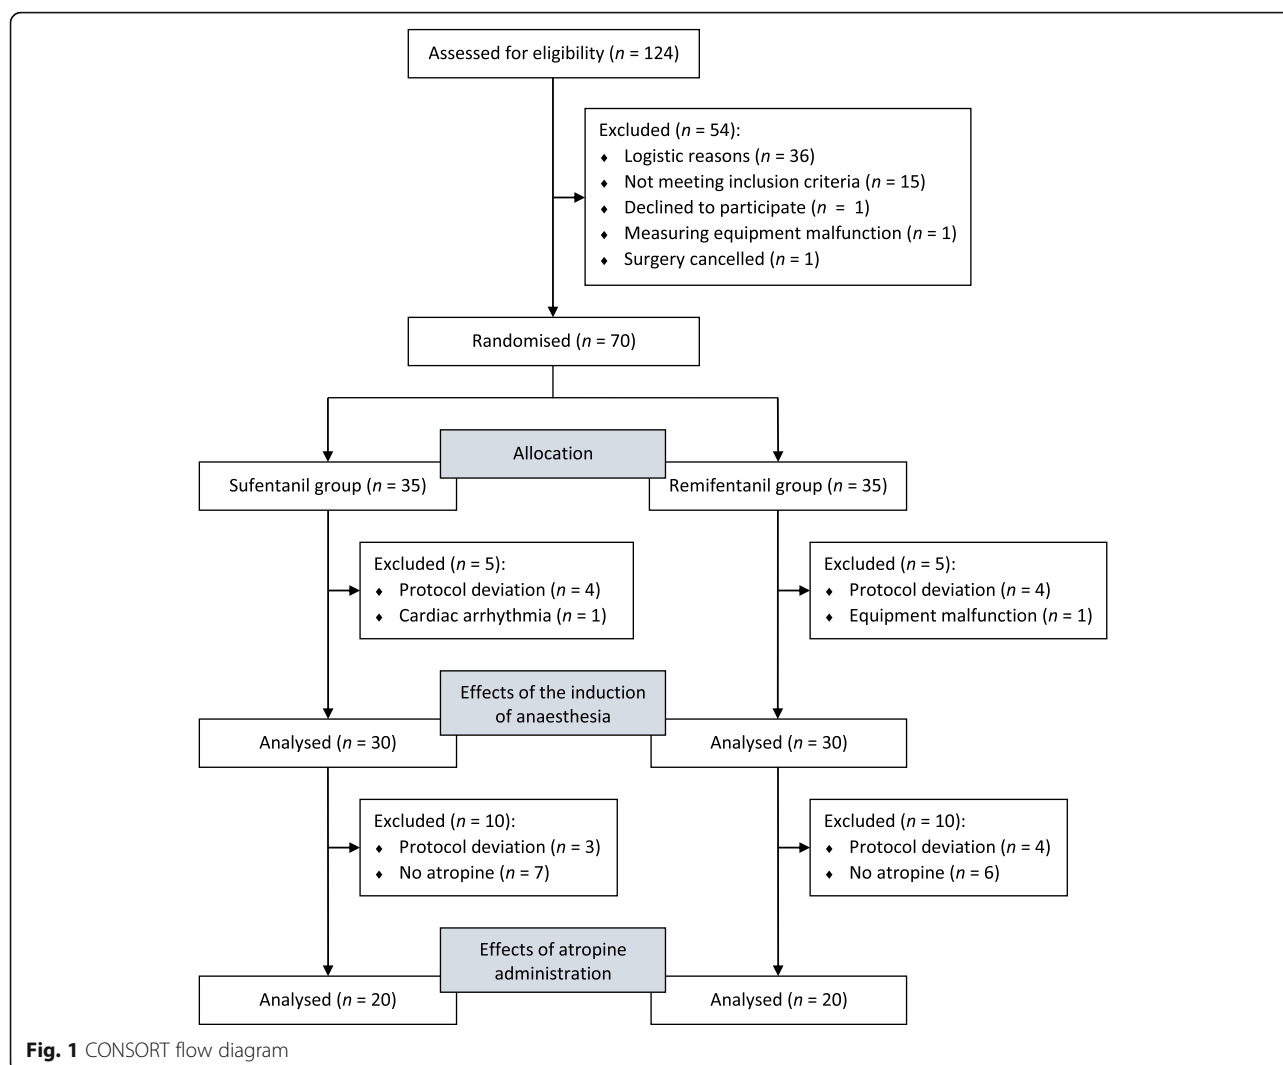 Assessed for eligibility (n = 124)
Excluded (n = 54):
♦ Logistic reasons (n = 36)
♦ Not meeting inclusion criteria (n = 15)
♦ Declined to participate (n = 1)
♦ Measuring equipment malfunction (n = 1)
♦ Surgery cancelled (n = 1)
Randomised (n = 70)
Allocation
Sufentanil group (n = 35)
Remifentanil group (n = 35)
Excluded (n = 5):
♦ Protocol deviation (n = 4)
♦ Cardiac arrhythmia (n = 1)
Excluded (n = 5):
♦ Protocol deviation (n = 4)
♦ Equipment malfunction (n = 1)
Effects of the induction
of anaesthesia
Analysed (n = 30)
Analysed (n = 30)
Excluded (n = 10):
♦ Protocol deviation (n = 3)
♦ No atropine (n = 7)
Excluded (n = 10):
♦ Protocol deviation (n = 4)
♦ No atropine (n = 6)
Effects of atropine
administration
Analysed (n = 20)
Analysed (n = 20)
Fig. 1 CONSORT flow diagram